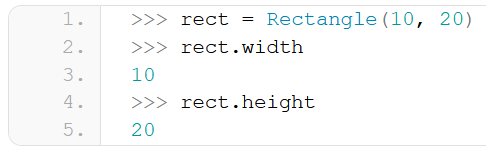 1. >>> rect = Rectangle(10, 20)
2. >>> rect.width
3. 10
4. >>> rect.height
5. 20